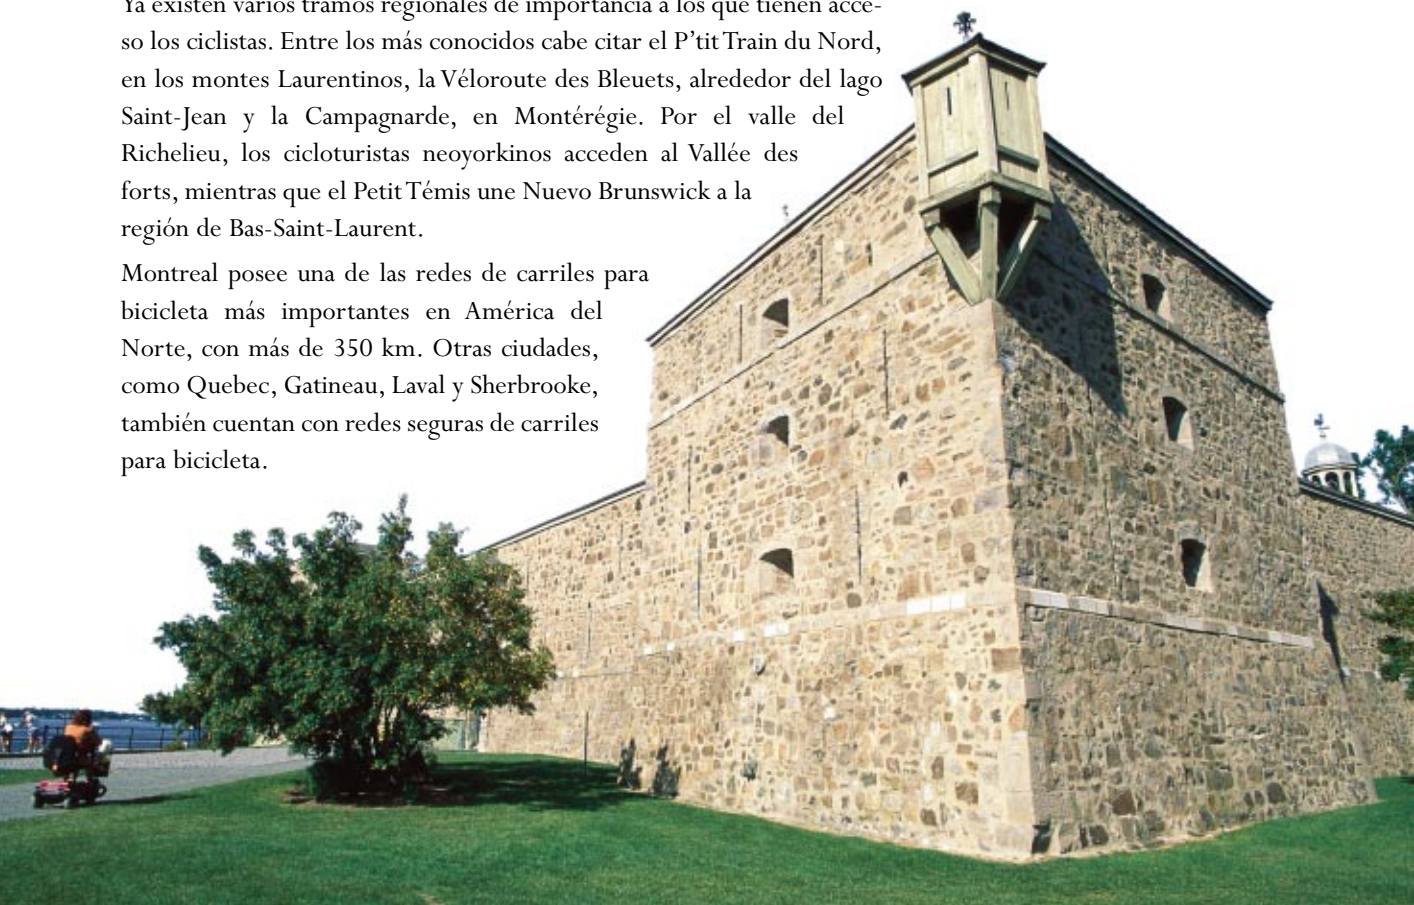 Ya existen varios tramos regionales de importancia a los que tienen acce-
so los ciclistas. Entre los más conocidos cabe citar el P’tit Train du Nord,
en los montes Laurentinos, la Véloroute des Bleuets, alrededor del lago
Saint-Jean y la Campagnarde, en Montérégie. Por el valle del
Richelieu, los cicloturistas neoyorkinos acceden al Vallée des
forts, mientras que el Petit Témis une Nuevo Brunswick a la
región de Bas-Saint-Laurent.
Montreal posee una de las redes de carriles para
bicicleta más importantes en América del
Norte, con más de 350 km. Otras ciudades,
como Quebec, Gatineau, Laval y Sherbrooke,
también cuentan con redes seguras de carriles
para bicicleta.